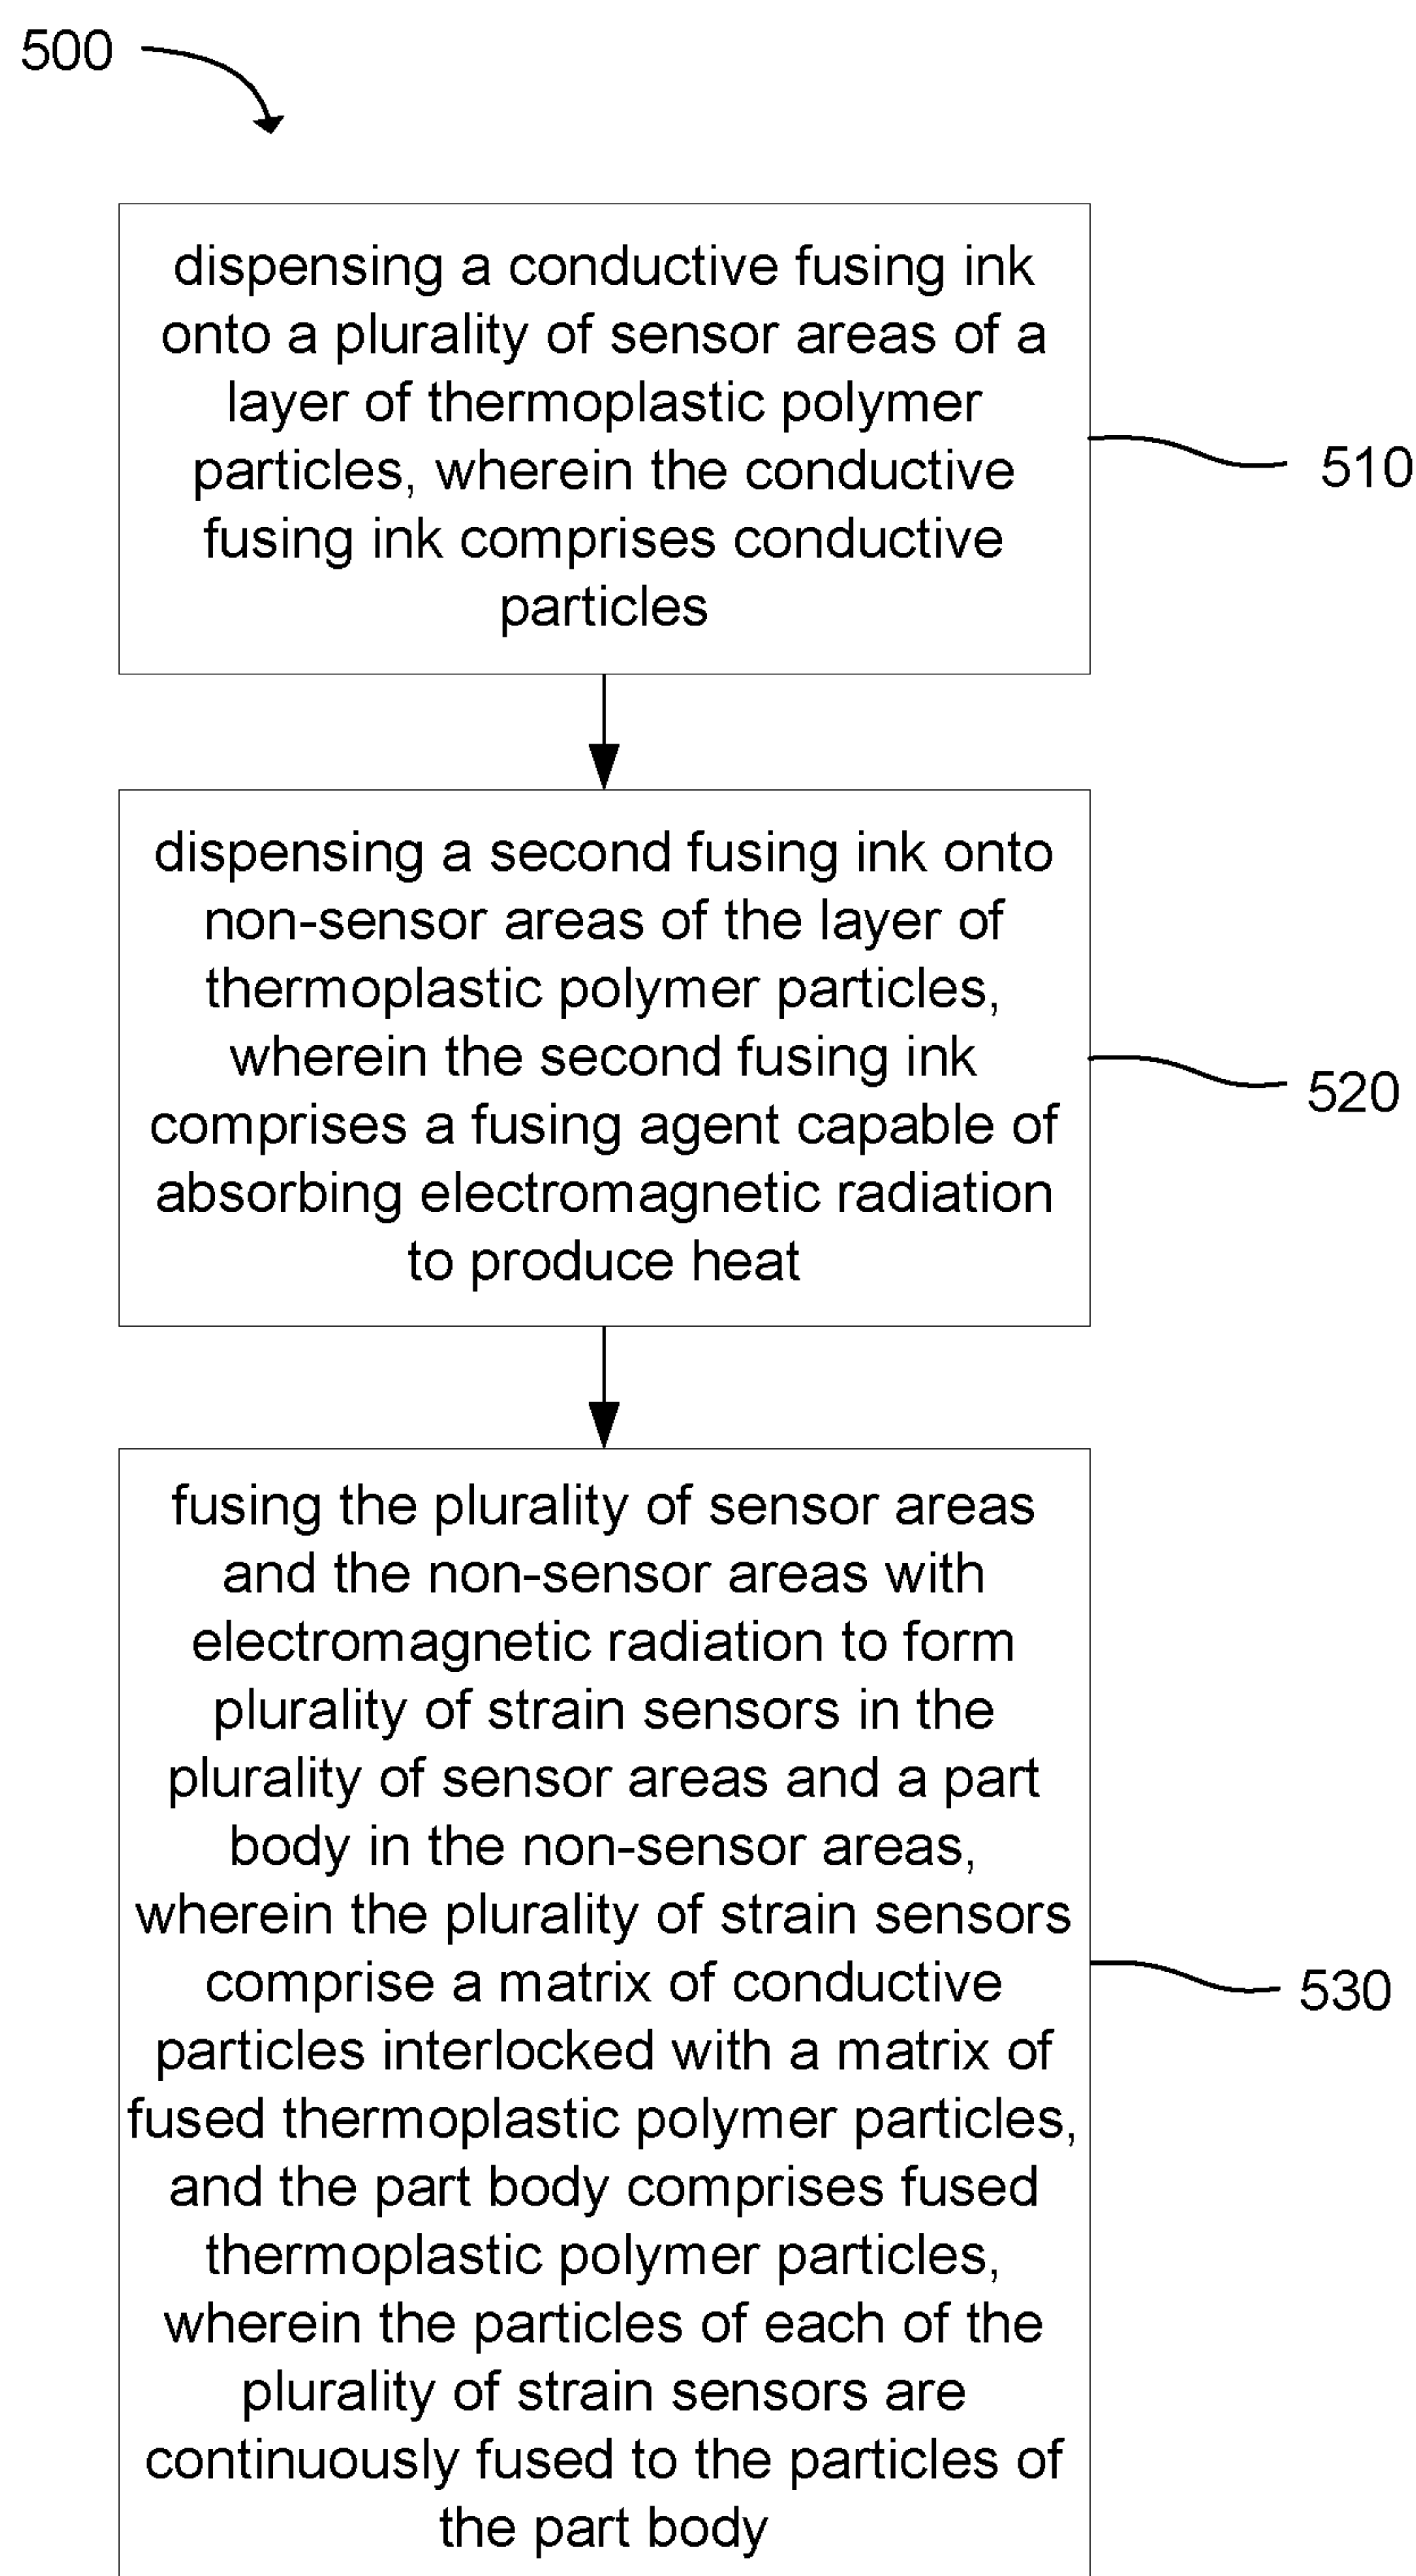 500
dispensing a conductive fusing ink
onto a plurality of sensor areas of a
layer of thermoplastic polymer
particles, wherein the conductive
fusing ink comprises conductive
particles
510
dispensing a second fusing ink onto
non-sensor areas of the layer of
thermoplastic polymer particles,
wherein the second fusing ink
comprises a fusing agent capable of
absorbing electromagnetic radiation
to produce heat
520
fusing the plurality of sensor areas
and the non-sensor areas with
electromagnetic radiation to form
plurality of strain sensors in the
plurality of sensor areas and a part
body in the non-sensor areas,
wherein the plurality of strain sensors
comprise a matrix of conductive
particles interlocked with a matrix of
fused thermoplastic polymer particles,
and the part body comprises fused
thermoplastic polymer particles,
wherein the particles of each of the
plurality of strain sensors are
continuously fused to the particles of
the part body
530